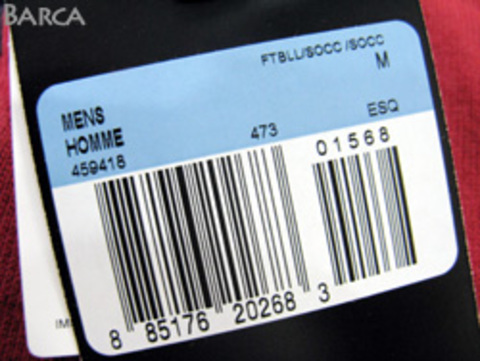 BARCA
FTBLL/SOCC /SOCC
MENS M
HOMME
459418 473 ESQ
01568
8 85176 20268 3